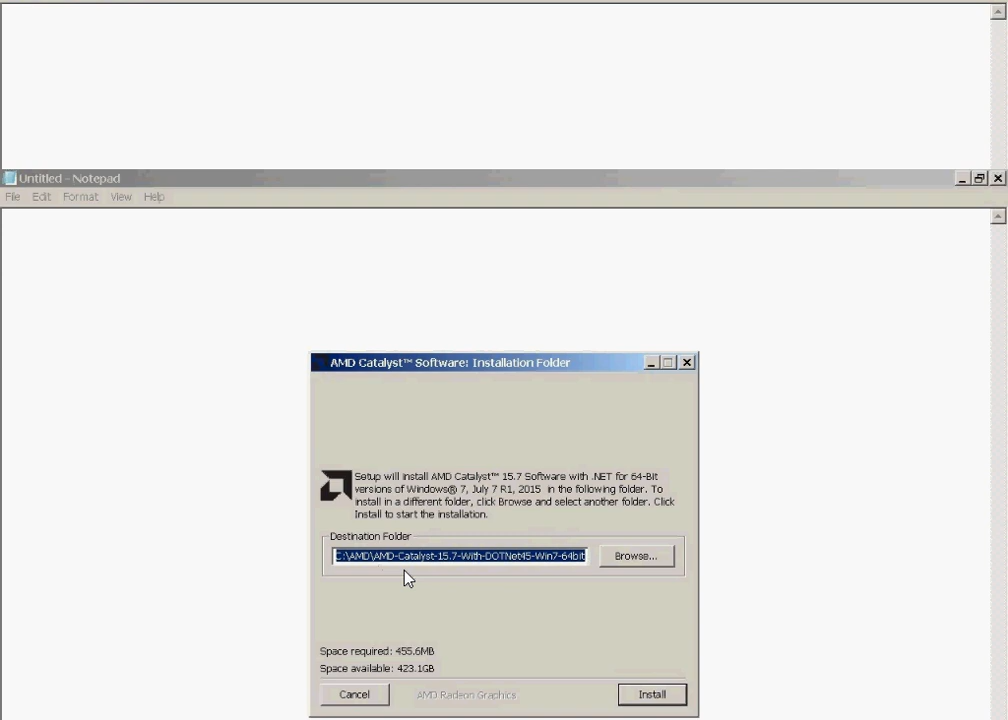 Untitled - Notepad
File Edit Format View Help
AMD Catalyst™ Software: Installation Folder
Setup will install AMD Catalyst™ 15.7 Software with .NET for 64-Bit
versions of Windows® 7, July 7 R1, 2015 in the following folder. To
install in a different folder, click Browse and select another folder. Click
Install to start the installation.
Destination Folder
C:\AMD\AMD-Catalyst-15.7-With-DOTNet45-Win7-64bit
Browse...
Space required: 455.6MB
Space available: 423.1GB
Cancel
AMD Radeon Graphics
Install